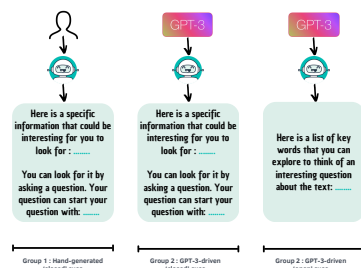 GPT-3
GPT-3
Here is a specific
information that could be
interesting for you to
look for : ........
You can look for it by
asking a question. Your
question can start your
question with: ........
Here is a specific
information that could be
interesting for you to
look for : ........
You can look for it by
asking a question. Your
question can start your
question with: ........
Here is a list of key
words that you can
explore to think of an
interesting question
about the text: ........
Group 1 : Hand-generated
Group 2 : GPT-3-driven
Group 2 : GPT-3-driven